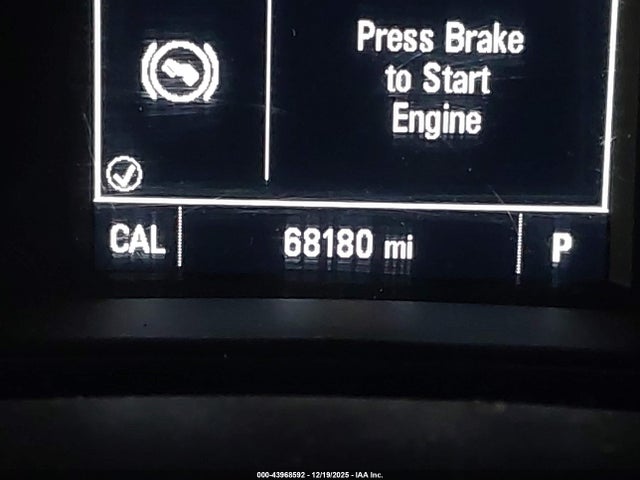 Press Brake
to Start
Engine
CAL 68180 mi P
000-43968592 - 12/19/2025 - IAA Inc.